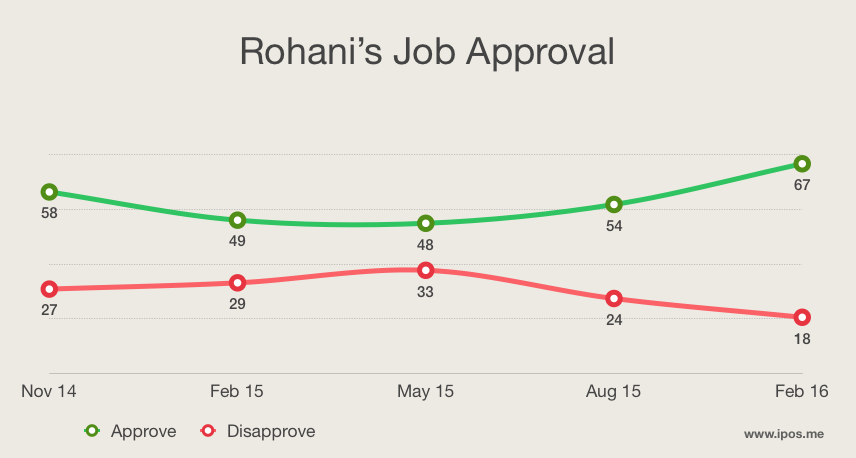 Rohani’s Job Approval
58
49
48
54
67
27
29
33
24
18
Nov 14 Feb 15 May 15 Aug 15 Feb 16
Approve Disapprove
www.ipos.me